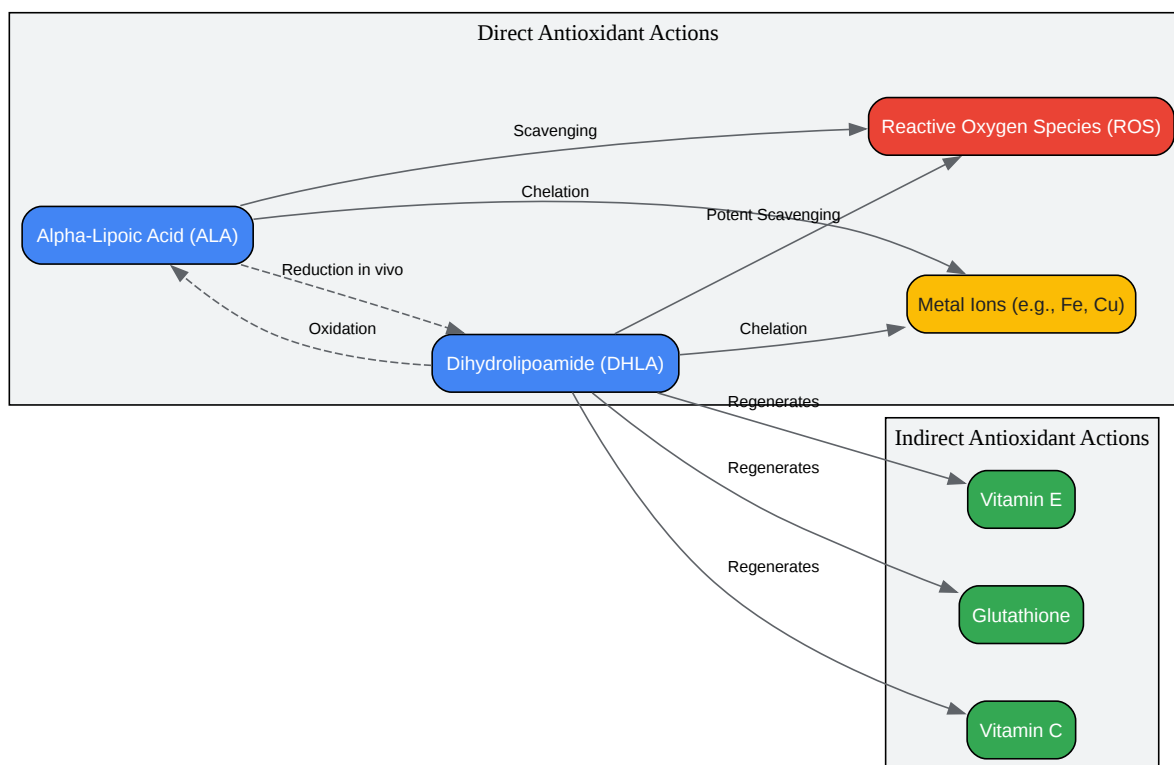 Direct Antioxidant Actions
Reactive Oxygen Species (ROS)
Scavenging
Chelation
Potent Scavenging
Alpha-Lipoic Acid (ALA)
Reduction in vivo
Metal Ions (e.g., Fe, Cu)
Oxidation
Chelation
Dihydrolipoamide (DHLA)
Regenerates
Indirect Antioxidant Actions
Regenerates
Vitamin E
Regenerates
Glutathione
Vitamin C